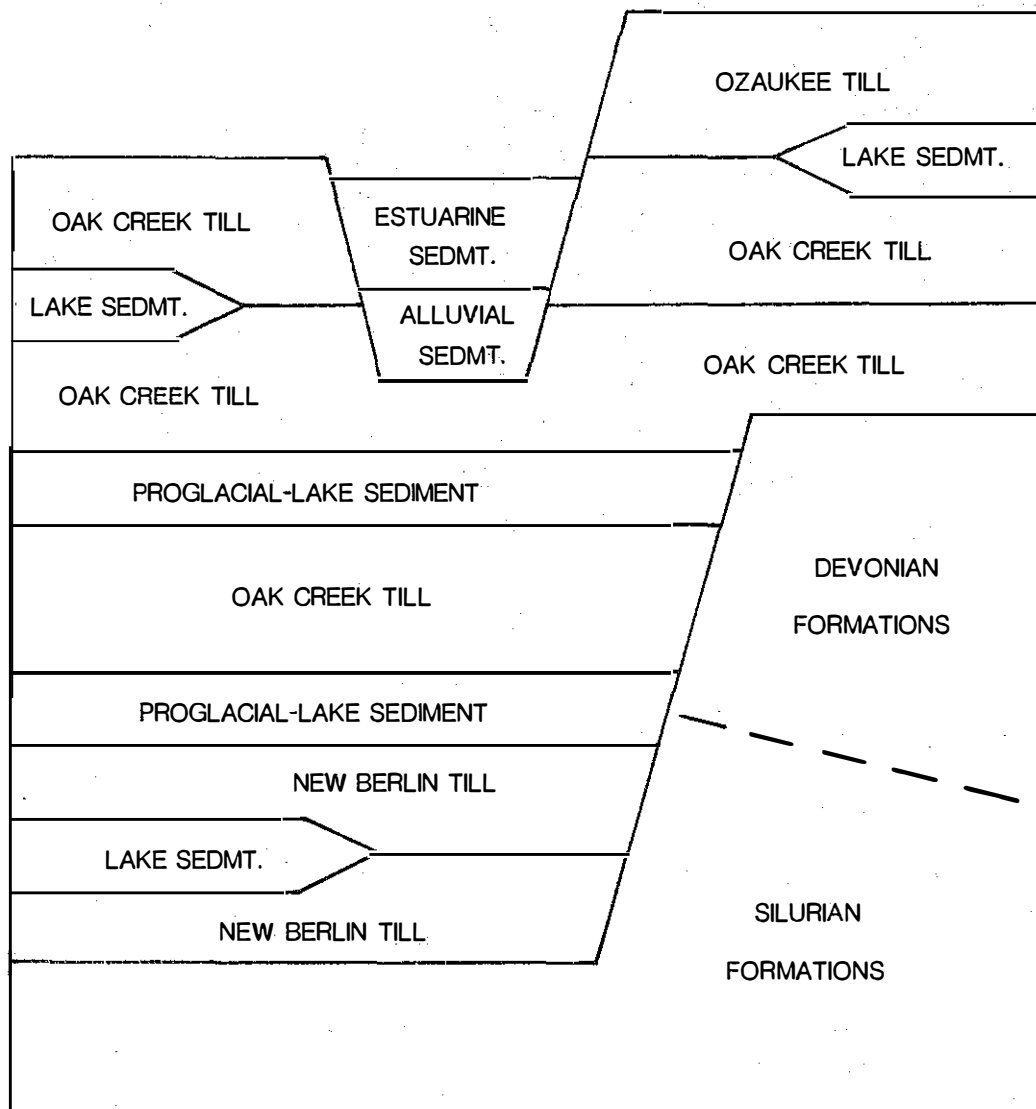 OZAUKEE TILL
LAKE SEDMT.
OAK CREEK TILL
ESTUARINE
SEDMT.
OAK CREEK TILL
LAKE SEDMT.
ALLUVIAL
SEDMT.
OAK CREEK TILL
OAK CREEK TILL
PROGLACIAL-LAKE SEDIMENT
OAK CREEK TILL
DEVONIAN
FORMATIONS
PROGLACIAL-LAKE SEDIMENT
NEW BERLIN TILL
LAKE SEDMT.
NEW BERLIN TILL
SILURIAN
FORMATIONS